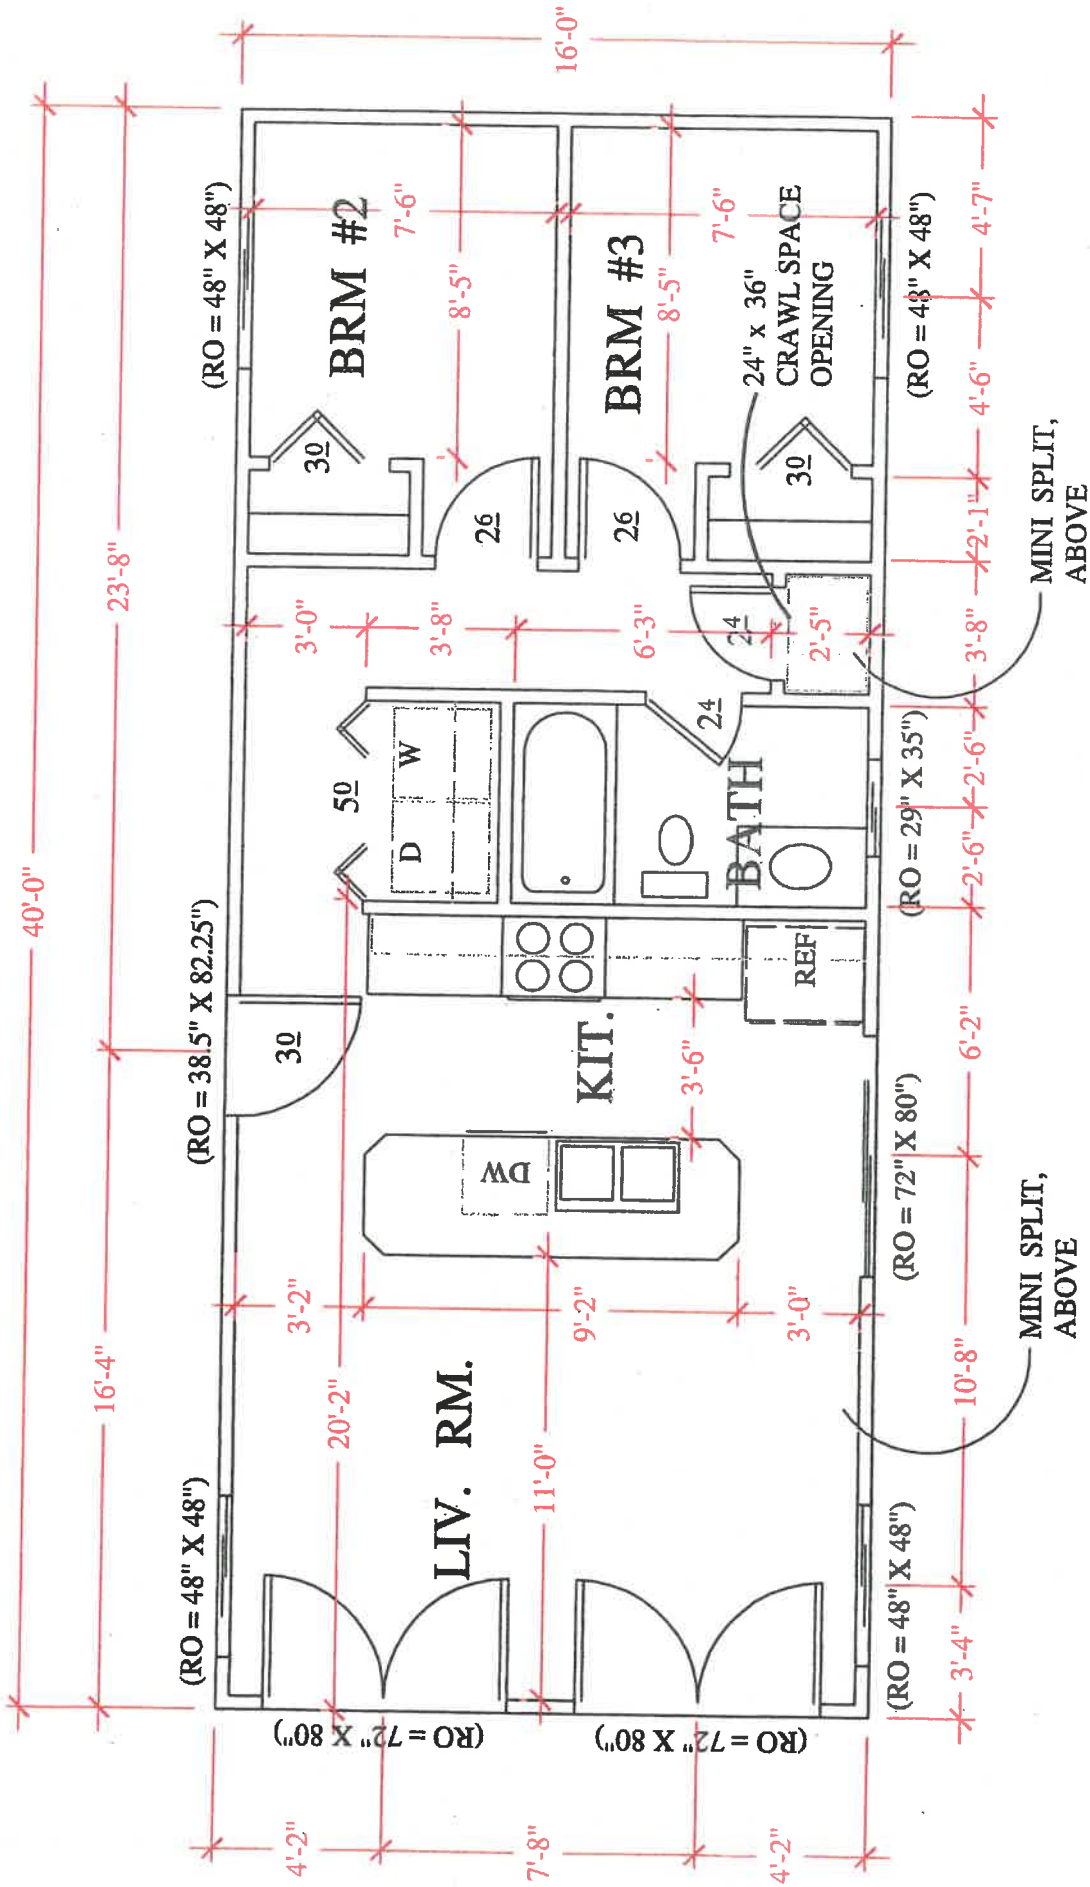 40'-0"
16'-4"
23'-8"
(RO = 48" X 48")
(RO = 38.5" X 82.25")
(RO = 48" X 48")
4'-2"
7'-8"
4'-2"
(RO = 72" X 80")
(RO = 72" X 80")
16'-0"
3'-2"
20'-2"
30
50
3'-0"
30
BRM #2
7'-6"
LIV. RM.
11'-0"
9'-2"
3'-0"
DW
KIT.
3'-6"
D
W
3'-8"
26
8'-5"
6'-3"
26
BRM #3
8'-5"
7'-6"
REF
BATH
24
24
2'-5"
30
24" x 36"
CRAWL SPACE
OPENING
(RO = 48" X 48")
(RO = 72" X 80")
(RO = 29" X 35")
(RO = 48" X 48")
3'-4"
10'-8"
6'-2"
2'-6"
2'-6"
3'-8"
2'-1"
4'-6"
4'-7"
MINI SPLIT,
ABOVE
MINI SPLIT,
ABOVE